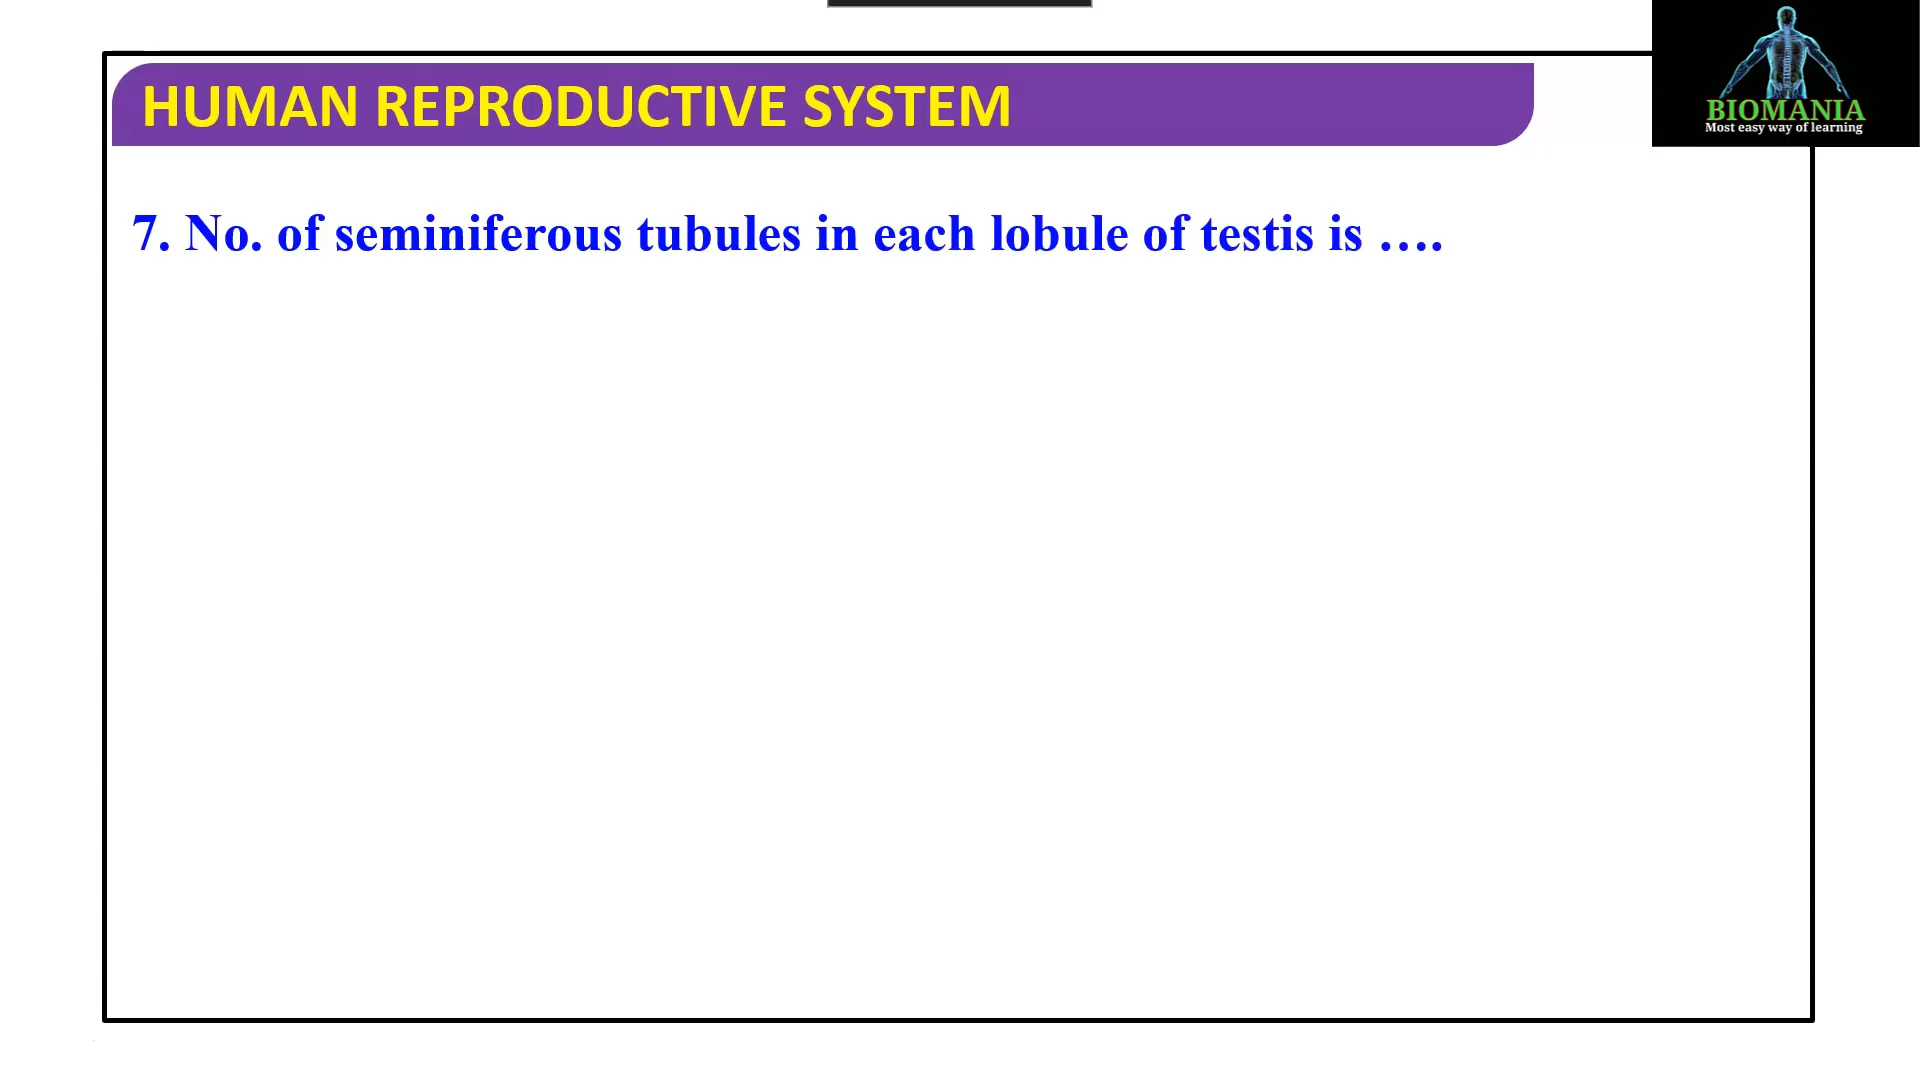 HUMAN REPRODUCTIVE SYSTEM
BIOMANIA
Most easy way of learning
7. No. of seminiferous tubules in each lobule of testis is ….